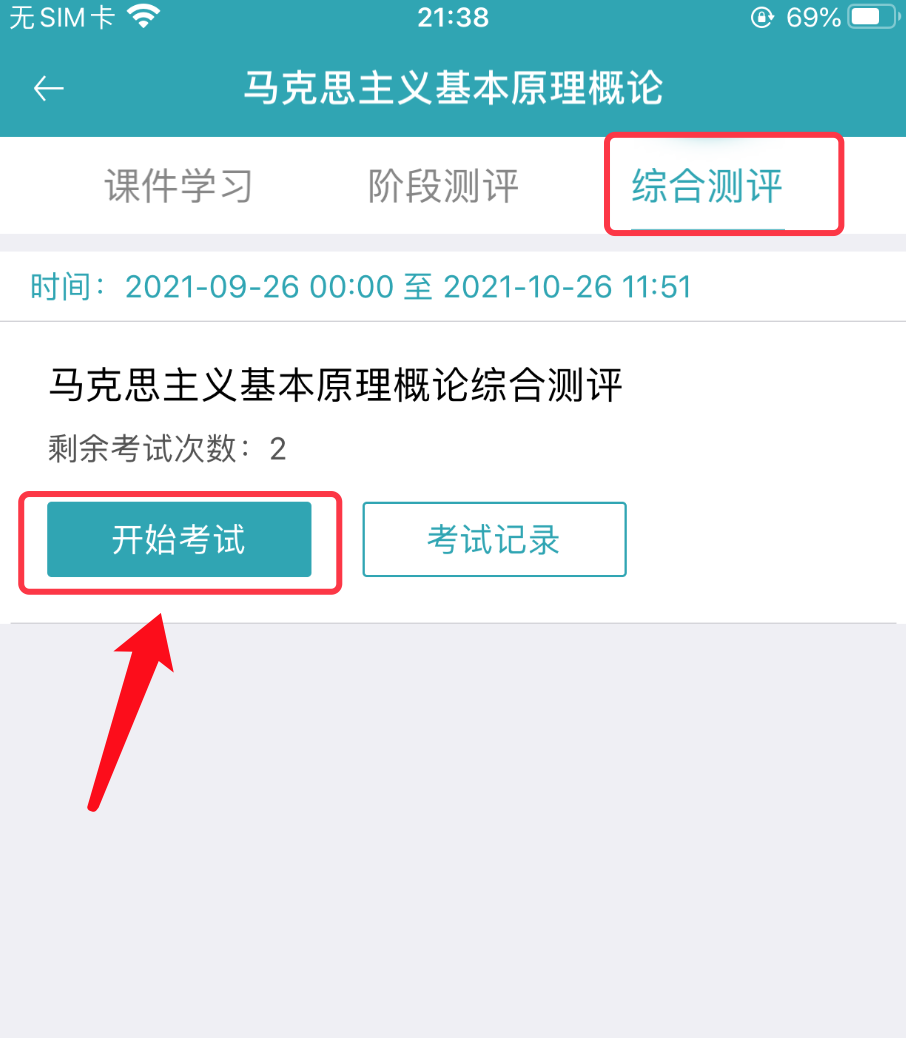 无SIM卡 21:38 69%
马克思主义基本原理概论
课件学习 阶段测评 综合测评
时间：2021-09-26 00:00 至 2021-10-26 11:51
马克思主义基本原理概论综合测评
剩余考试次数：2
开始考试 考试记录